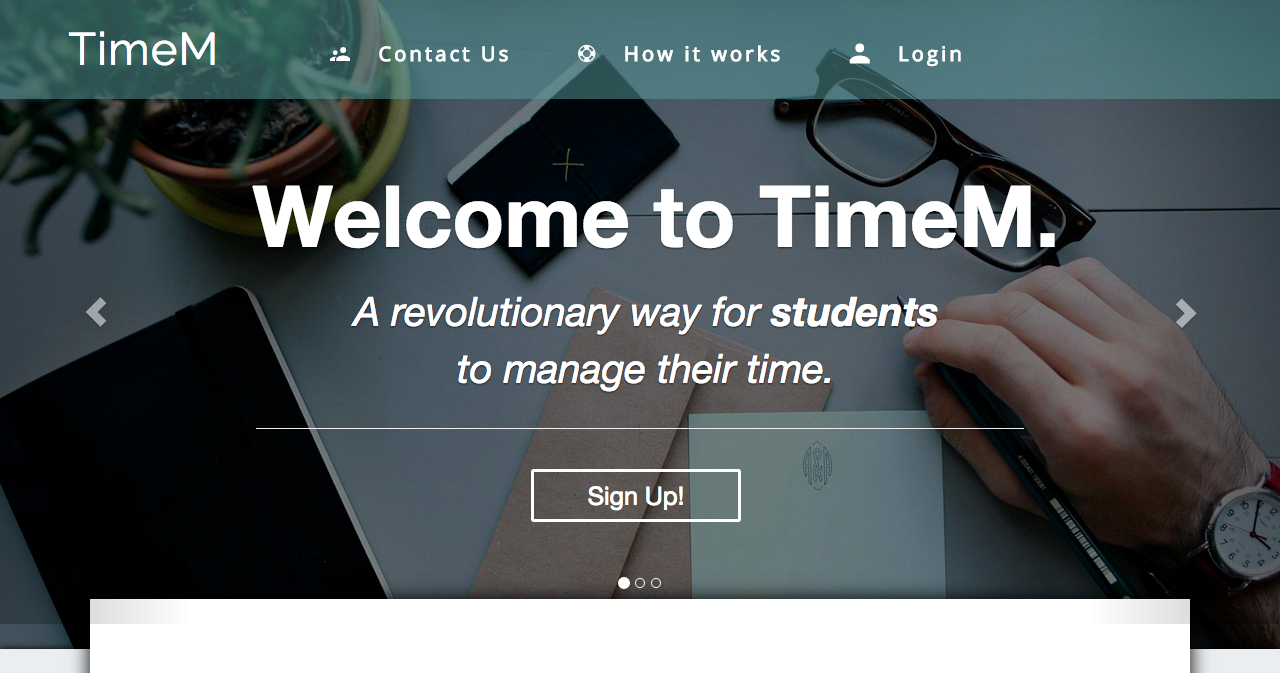 TimeM
Contact Us
How it works
Login
Welcome to TimeM.
A revolutionary way for students
to manage their time.
Sign Up!